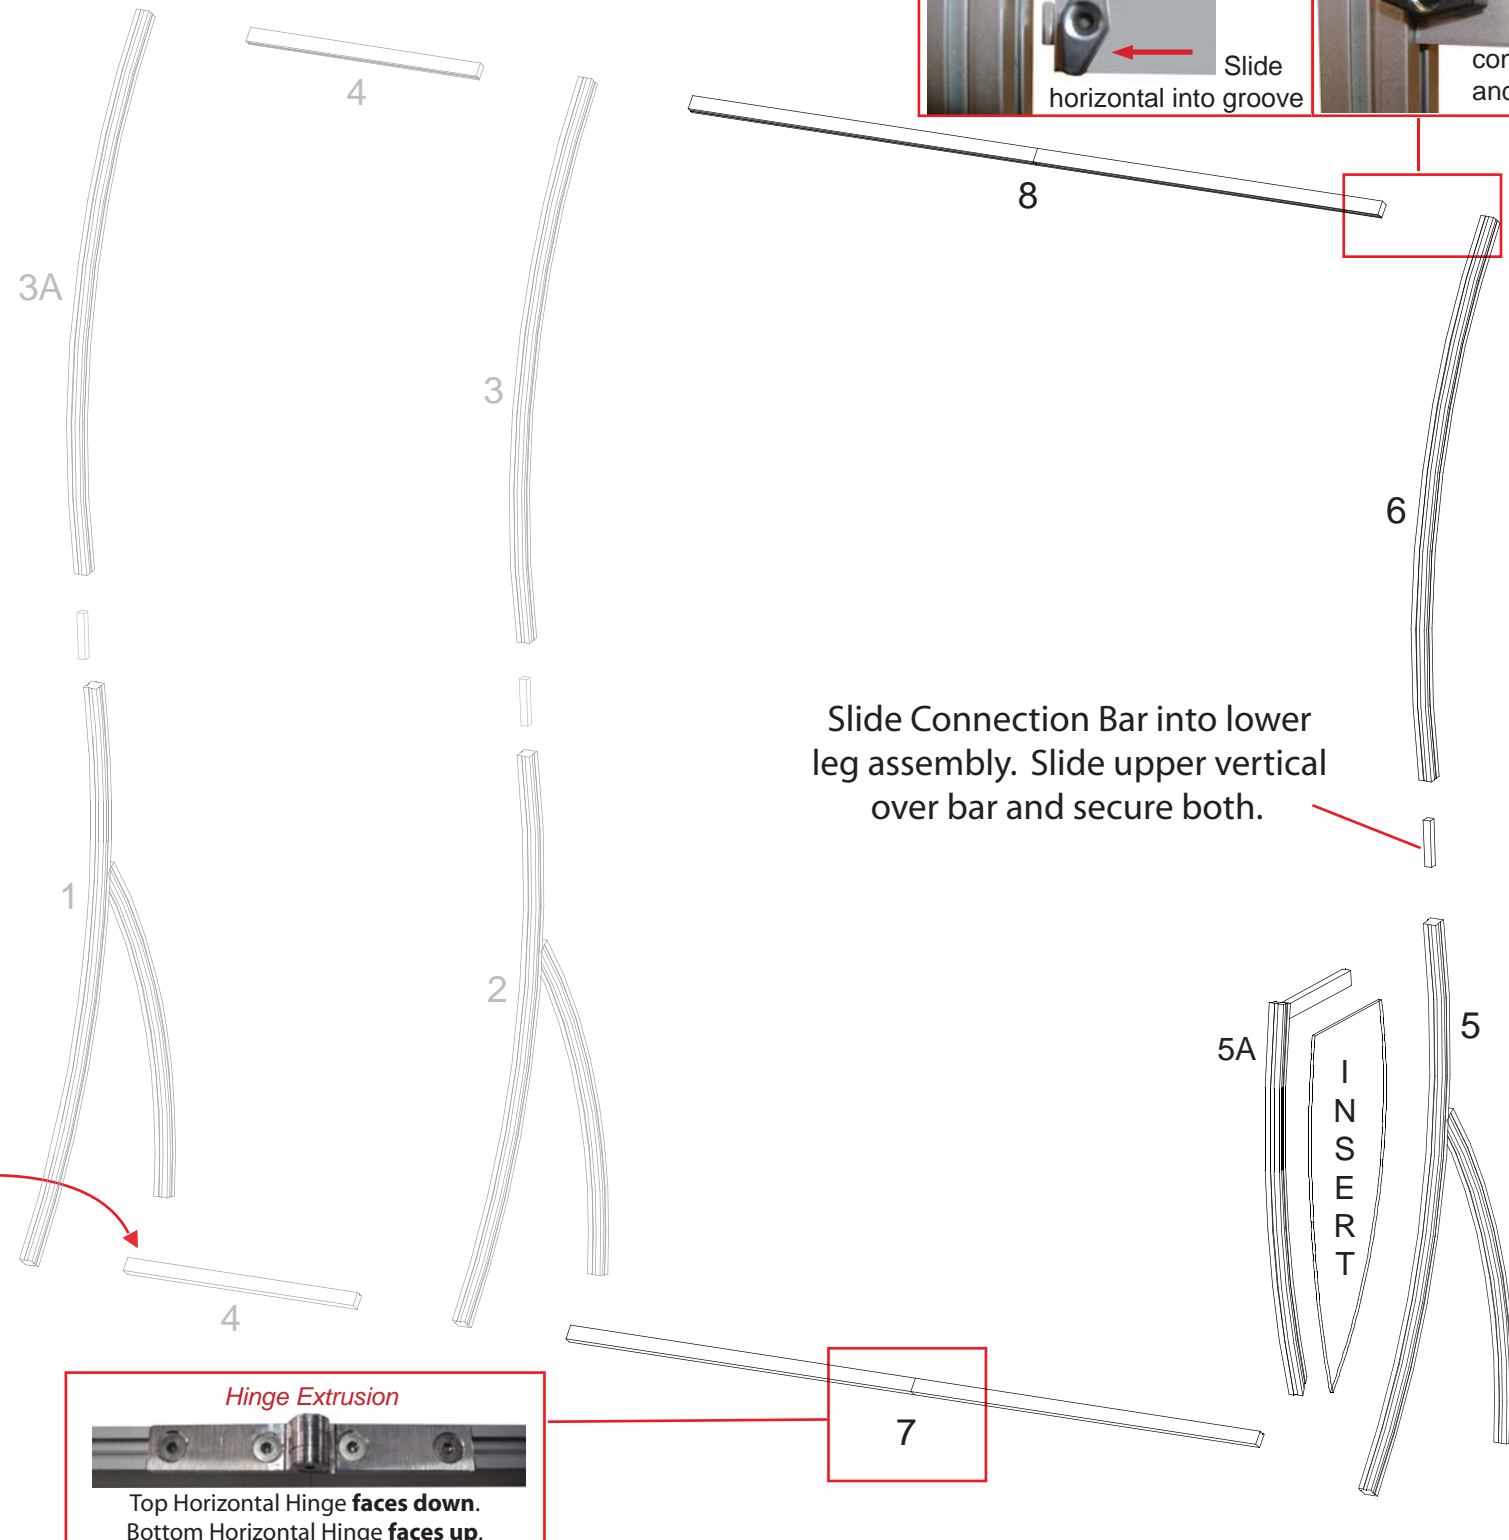 4
Slide
horizontal into groove
8
3A
3
6
Slide Connection Bar into lower
leg assembly. Slide upper vertical
over bar and secure both.
1
2
5A
5
I
N
S
E
R
T
4
7
Hinge Extrusion
Top Horizontal Hinge faces down.
Bottom Horizontal Hinge faces up.